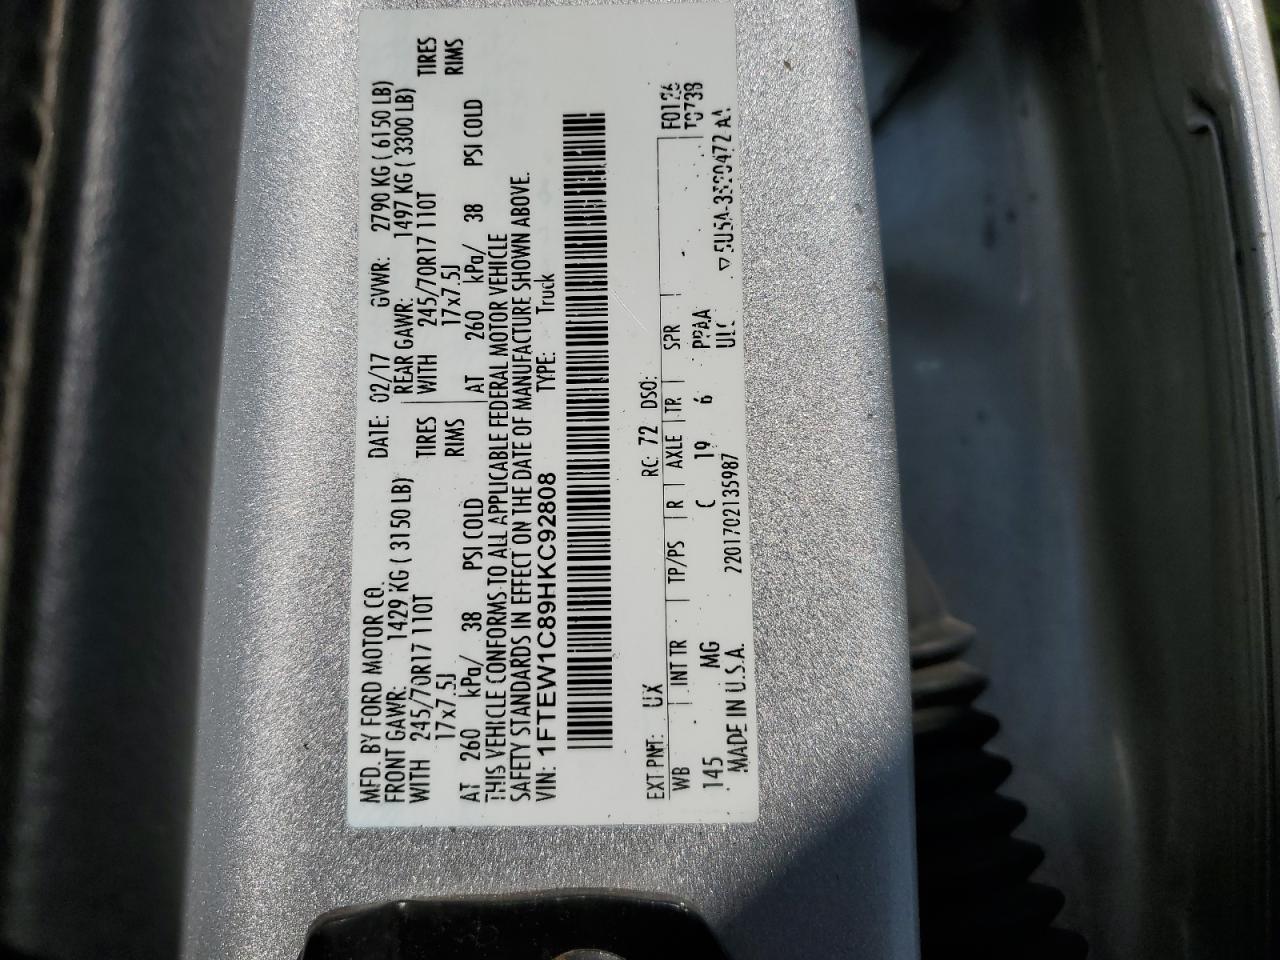 MFD. BY FORD MOTOR CO.
DATE: 02/17 GVWR: 2790 KG ( 6150 LB)
FRONT GAWR: 1429 KG ( 3150 LB) REAR GAWR: 1497 KG ( 3300 LB)
WITH 245/70R17 110T TIRES WITH 245/70R17 110T TIRES
17x7.5J RIMS 17x7.5J RIMS
AT 260 kPa/ 38 PSI COLD AT 260 kPa/ 38 PSI COLD
THIS VEHICLE CONFORMS TO ALL APPLICABLE FEDERAL MOTOR VEHICLE
SAFETY STANDARDS IN EFFECT ON THE DATE OF MANUFACTURE SHOWN ABOVE.
VIN: 1FTEW1C89HKC92808 TYPE: Truck
EXT PNT: UX RC: 72 DSO: F0126
WB INT TR TP/PS R AXLE TR SPR T0738
145 MG C 19 6
MADE IN U.S.A. 2201702135987